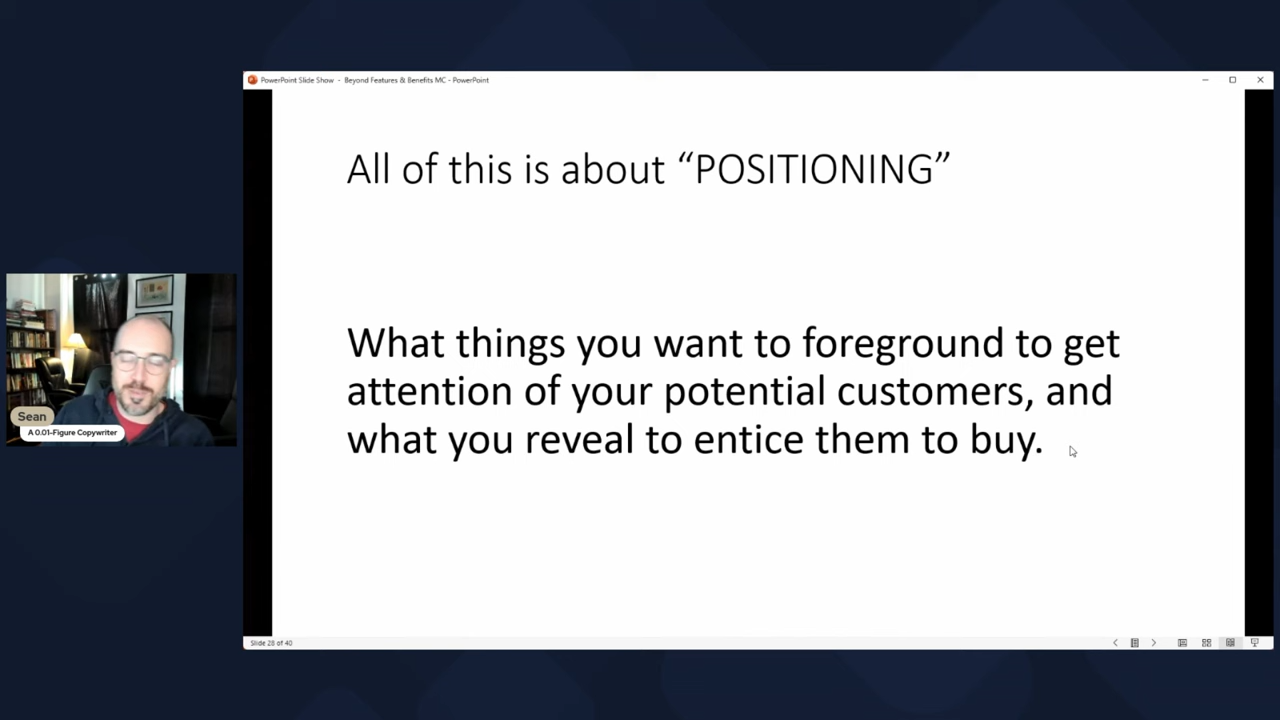 PowerPoint Slide Show - Beyond Features & Benefits MC - PowerPoint
All of this is about “POSITIONING”
What things you want to foreground to get
attention of your potential customers, and
what you reveal to entice them to buy.
Sean
A 0.01-Figure Copywriter
Slide 28 of 40